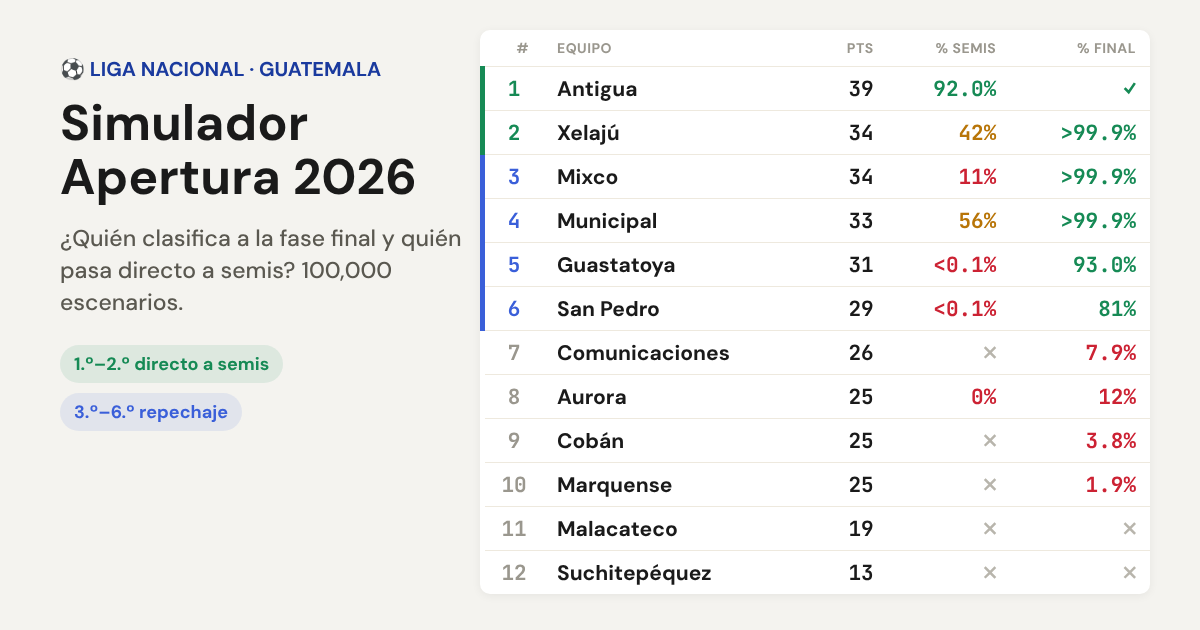 ⚽ LIGA NACIONAL · GUATEMALA
Simulador
Apertura 2026
¿Quién clasifica a la fase final y quién
pasa directo a semis? 100,000
escenarios.
1.º–2.º directo a semis
3.º–6.º repechaje
# EQUIPO PTS % SEMIS % FINAL
1 Antigua 39 92.0% ✓
2 Xelajú 34 42% >99.9%
3 Mixco 34 11% >99.9%
4 Municipal 33 56% >99.9%
5 Guastatoya 31 <0.1% 93.0%
6 San Pedro 29 <0.1% 81%
7 Comunicaciones 26 × 7.9%
8 Aurora 25 0% 12%
9 Cobán 25 × 3.8%
10 Marquense 25 × 1.9%
11 Malacateco 19 × ×
12 Suchitepéquez 13 × ×